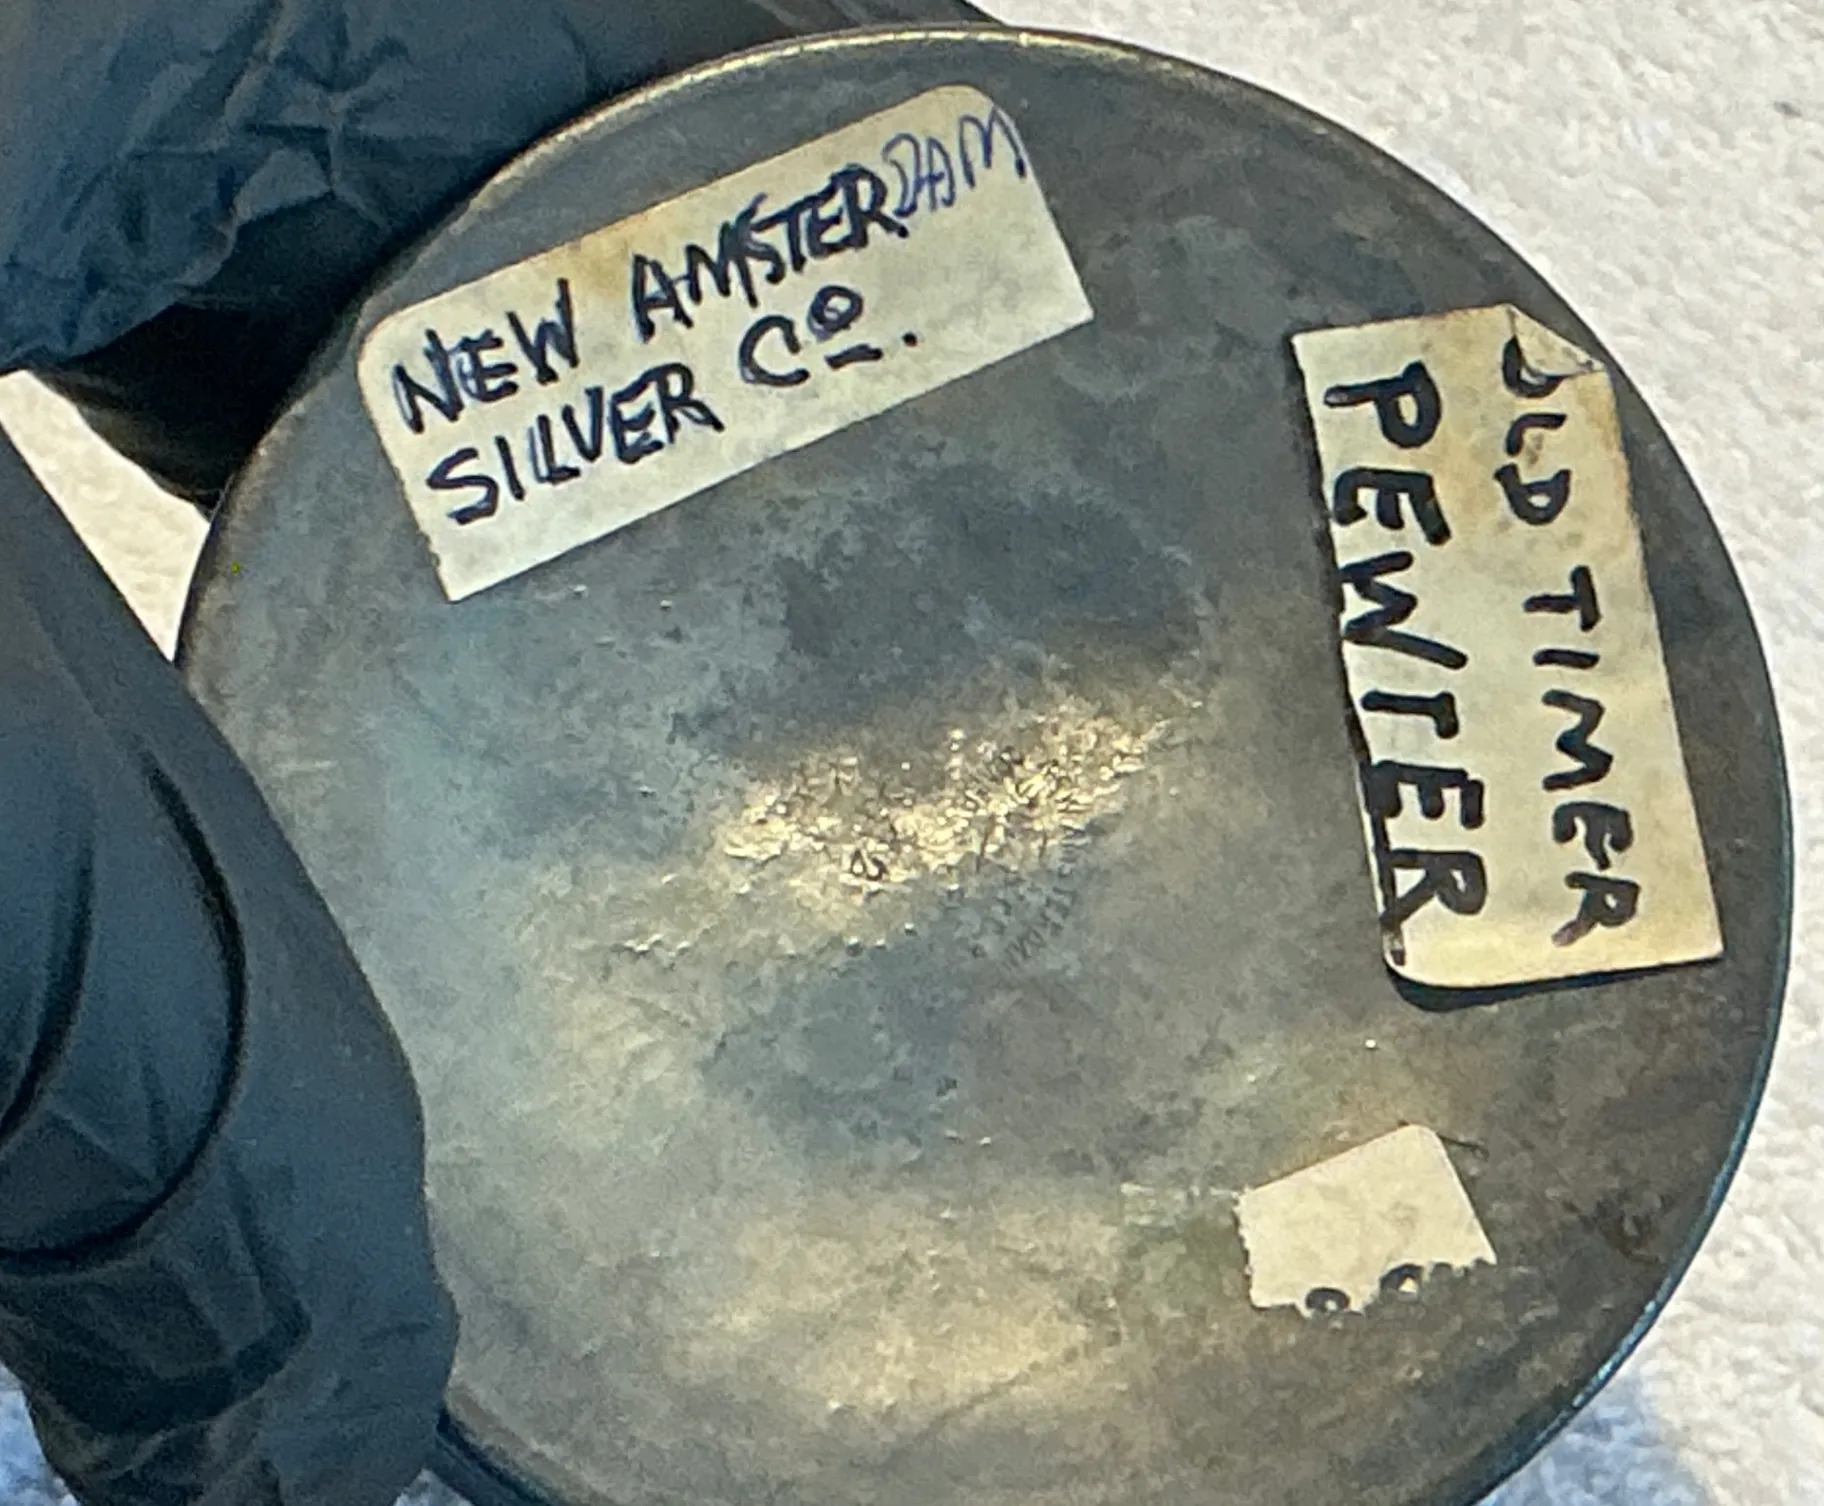 NEW AMSTERDAM
SILVER Cº.
OLD TIMER
PEWTER